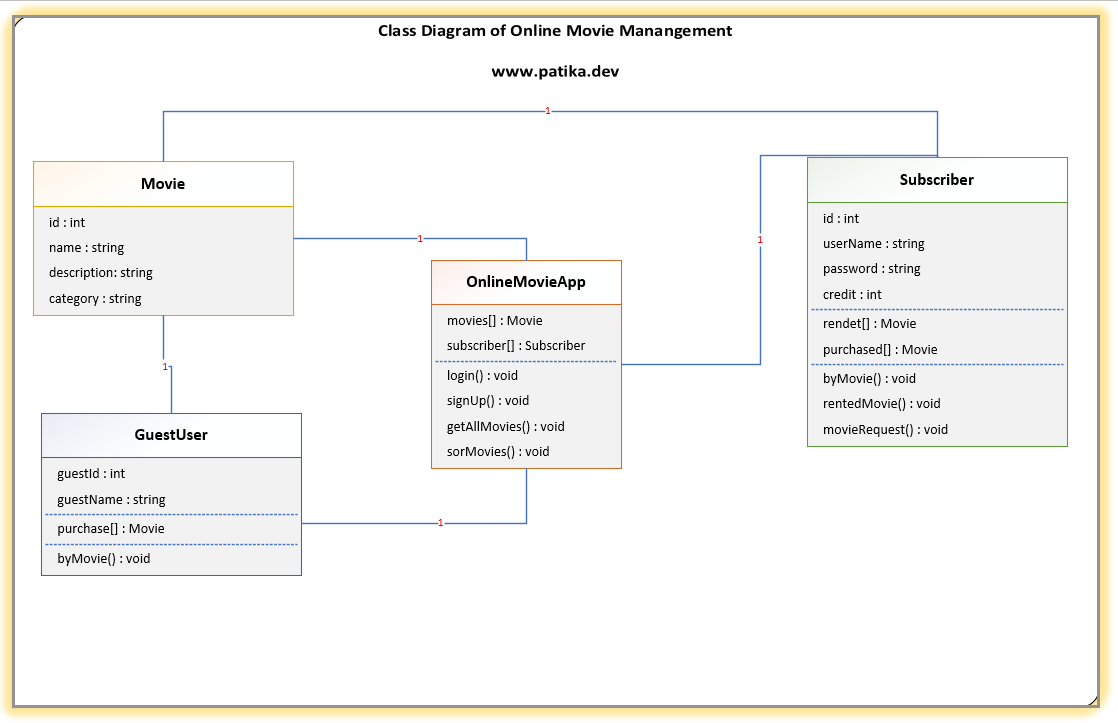 Class Diagram of Online Movie Manangement
www.patika.dev
1
Movie
id : int
name : string
description: string
category : string
1
OnlineMovieApp
movies[] : Movie
subscriber[] : Subscriber
login() : void
signUp() : void
getAllMovies() : void
sorMovies() : void
1
Subscriber
id : int
userName : string
password : string
credit : int
rendet[] : Movie
purchased[] : Movie
byMovie() : void
rentedMovie() : void
movieRequest() : void
1
GuestUser
guestId : int
guestName : string
purchase[] : Movie
byMovie() : void
1